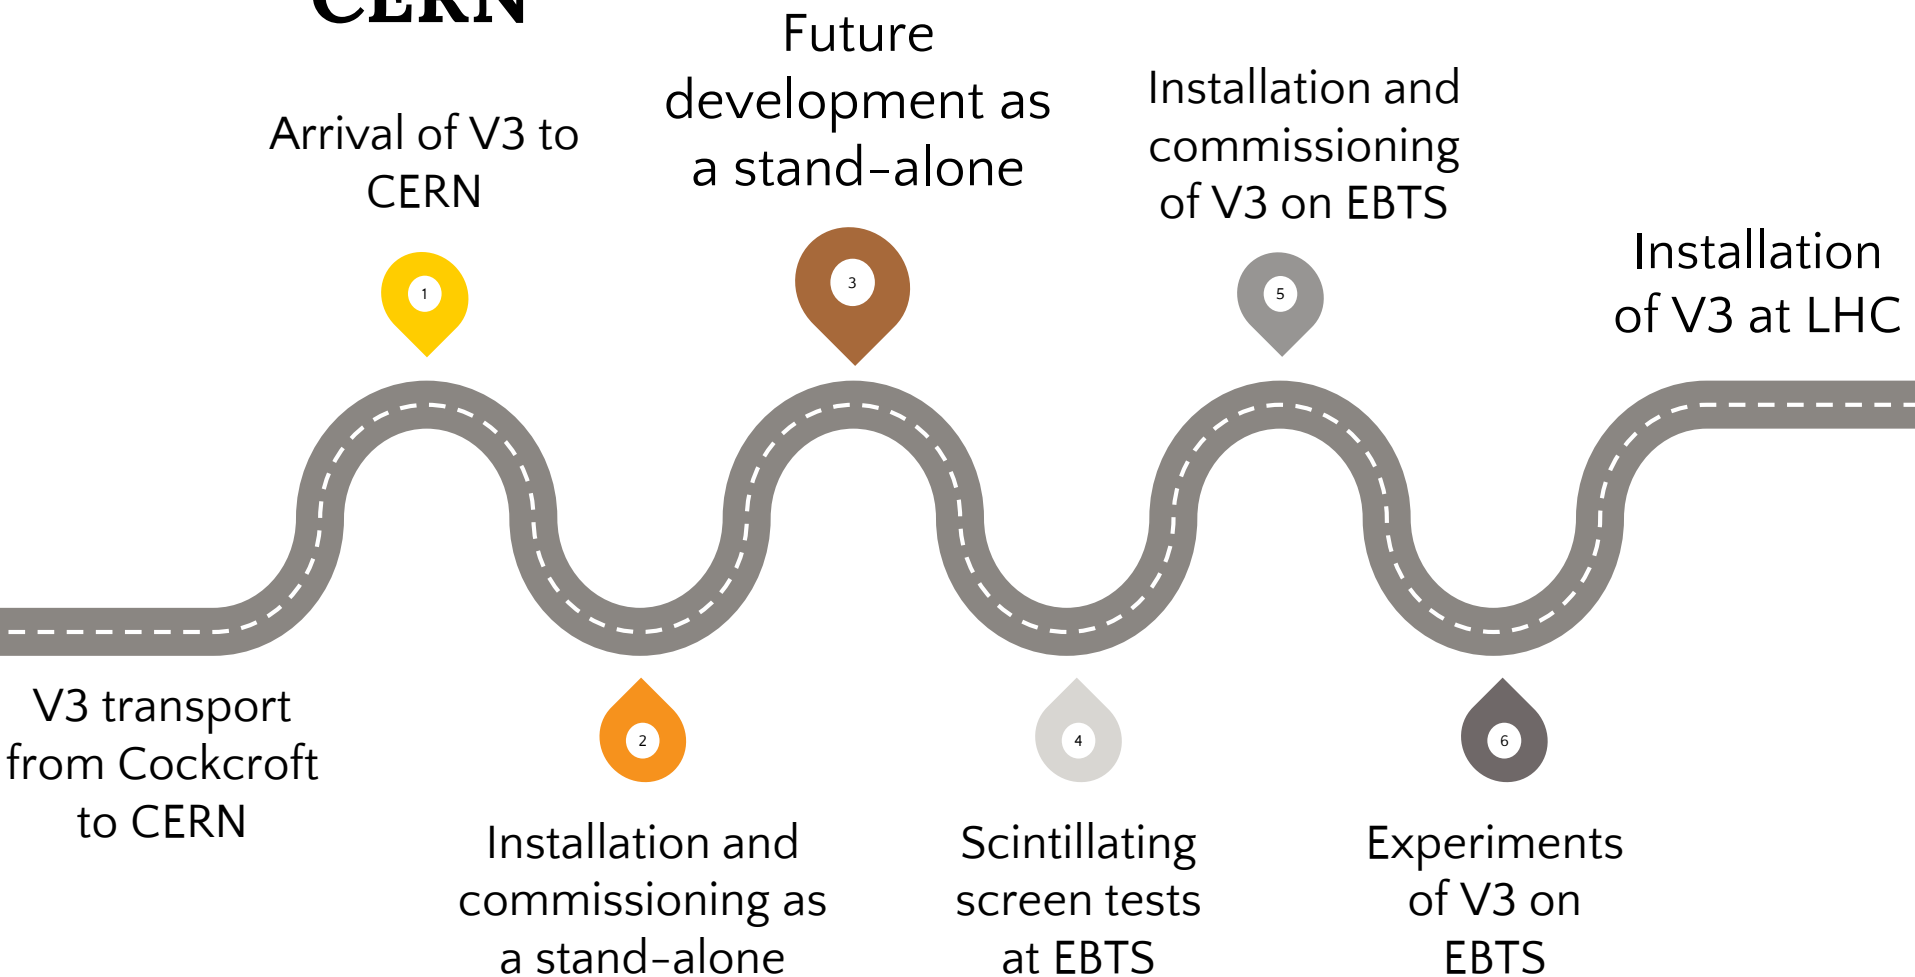 CERN
Arrival of V3 to
CERN
1
Future
development as
a stand-alone
3
Installation and
commissioning
of V3 on EBTS
5
Installation
of V3 at LHC
V3 transport
from Cockcroft
to CERN
2
Installation and
commissioning as
a stand-alone
4
Scintillating
screen tests
at EBTS
6
Experiments
of V3 on
EBTS